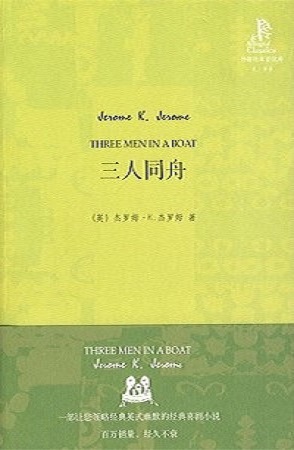 Jerome K. Jerome
THREE MEN IN A BOAT
三人同舟
（英）杰罗姆·K.杰罗姆 著
THREE MEN IN A BOAT
Jerome K. Jerome
一部让您领略经典英式幽默的经典喜剧小说
百万销量，经久不衰